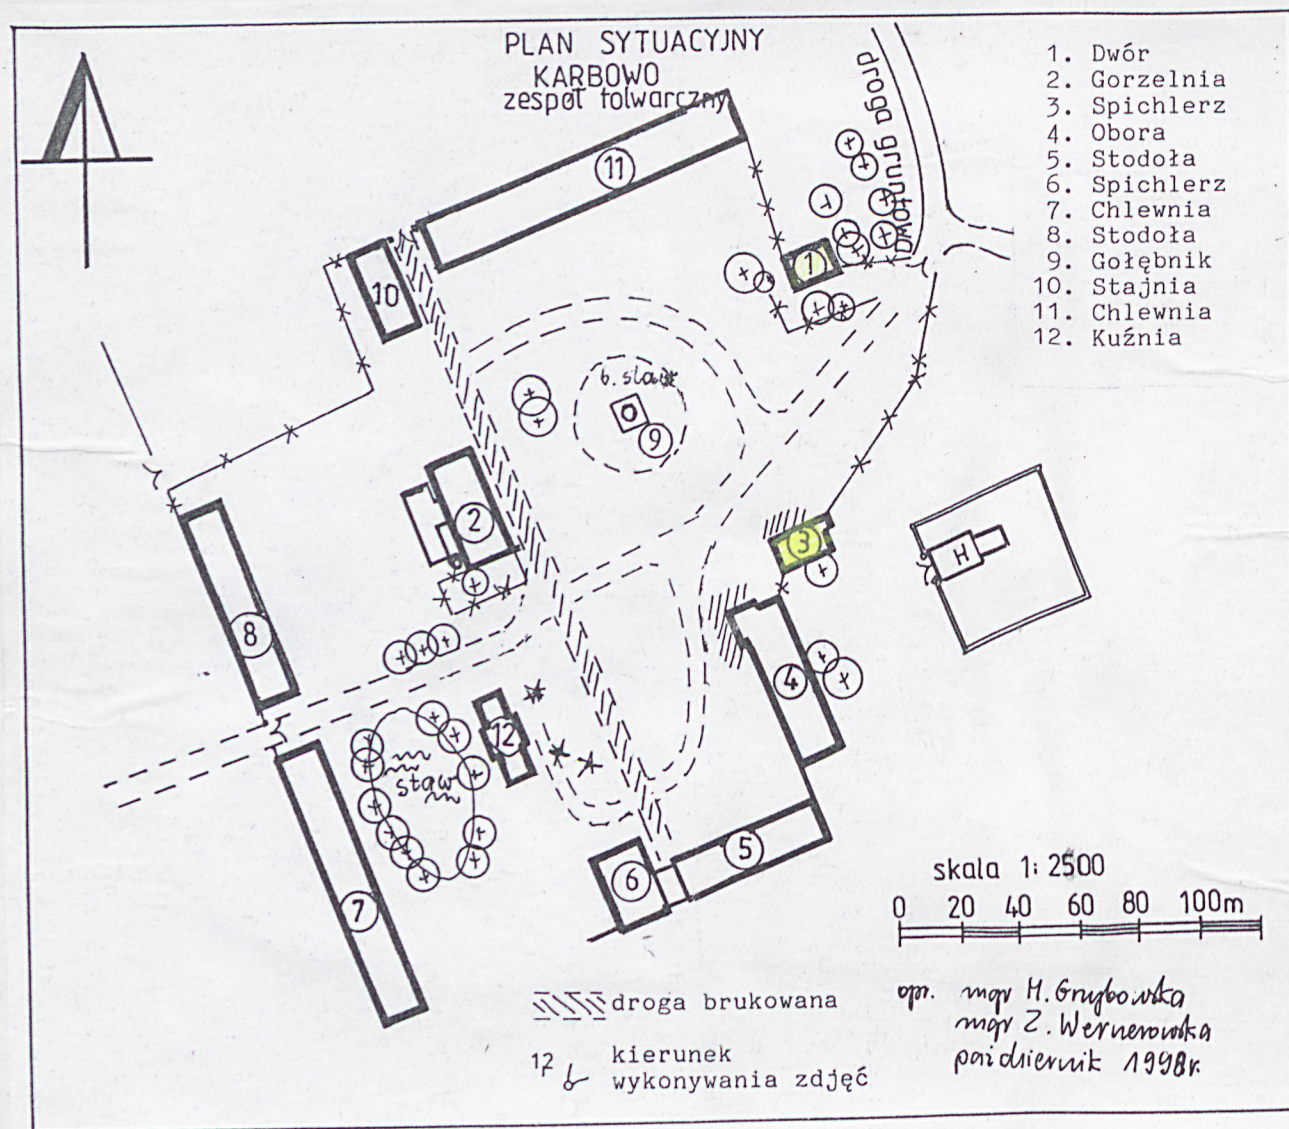 PLAN SYTUACYJNY
KARBOWO
zespół folwarczny
1. Dwór
2. Gorzelnia
3. Spichlerz
4. Obora
5. Stodoła
6. Spichlerz
7. Chlewnia
8. Stodoła
9. Gołębnik
10. Stajnia
11. Chlewnia
12. Kuźnia
droga gruntowa
11
1
10
b. staw
9
2
3
H
8
4
12
staw
5
6
7
skala 1:2500
0 20 40 60 80 100m
droga brukowana
12 kierunek
wykonywania zdjęć
opr. mgr H. Grzybowska
mgr Z. Wernerowska
październik 1998r.